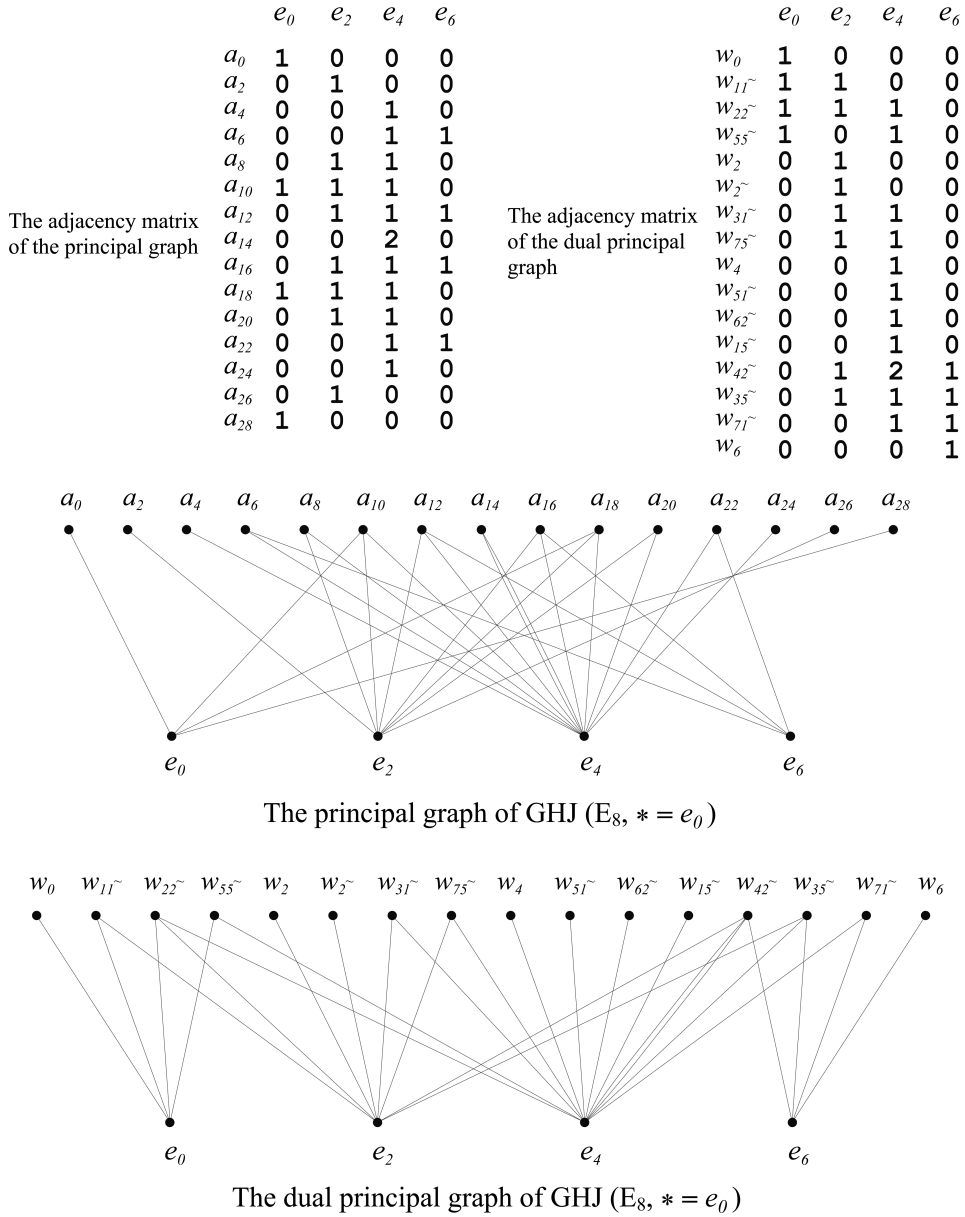 e0 e2 e4 e6
a0 1 0 0 0
a2 0 1 0 0
a4 0 0 1 0
a6 0 0 1 1
a8 0 1 1 0
a10 1 1 1 0
a12 0 1 1 1
a14 0 0 2 0
a16 0 1 1 1
a18 1 1 1 0
a20 0 1 1 0
a22 0 0 1 1
a24 0 0 1 0
a26 0 1 0 0
a28 1 0 0 0
The adjacency matrix
of the principal graph
e0 e2 e4 e6
w0 1 0 0 0
w11~ 1 1 0 0
w22~ 1 1 1 0
w55~ 1 0 1 0
w2 0 1 0 0
w2~ 0 1 0 0
w31~ 0 1 1 0
w75~ 0 1 1 0
w4 0 0 1 0
w51~ 0 0 1 0
w62~ 0 0 1 0
w15~ 0 0 1 0
w42~ 0 1 2 1
w35~ 0 1 1 1
w71~ 0 0 1 1
w6 0 0 0 1
The adjacency matrix
of the dual principal
graph
a0 a2 a4 a6 a8 a10 a12 a14 a16 a18 a20 a22 a24 a26 a28
e0 e2 e4 e6
The principal graph of GHJ (E8, * = e0 )
w0 w11~ w22~ w55~ w2 w2~ w31~ w75~ w4 w51~ w62~ w15~ w42~ w35~ w71~ w6
e0 e2 e4 e6
The dual principal graph of GHJ (E8, * = e0 )